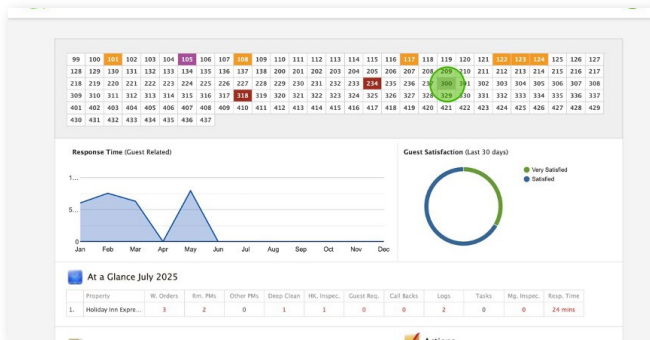 99 100 101 102 103 104 105 106 107 108 109 110 111 112 113 114 115 116 117 118 119 120 121 122 123 124 125 126 127
128 129 130 131 132 133 134 135 136 137 138 200 201 202 203 204 205 206 207 208 209 210 211 212 213 214 215 216 217
218 219 220 221 222 223 224 225 226 227 228 229 230 231 232 233 234 235 236 237 300 301 302 303 304 305 306 307 308
309 310 311 312 313 314 315 316 317 318 319 320 321 322 323 324 325 326 327 328 329 330 331 332 333 334 335 336 337
401 402 403 404 405 406 407 408 409 410 411 412 413 414 415 416 417 418 419 420 421 422 423 424 425 426 427 428 429
430 431 432 433 434 435 436 437
Response Time (Guest Related)
1...
5...
0
Jan Feb Mar Apr May Jun Jul Aug Sep Oct Nov Dec
Guest Satisfaction (Last 30 days)
Very Satisfied
Satisfied
At a Glance July 2025
Property W. Orders Rm. PMs Other PMs Deep Clean HK. Inspec. Guest Req. Call Backs Logs Tasks Mg. Inspec. Resp. Time
1. Holiday Inn Expre... 3 2 0 1 1 0 0 2 0 0 24 mins